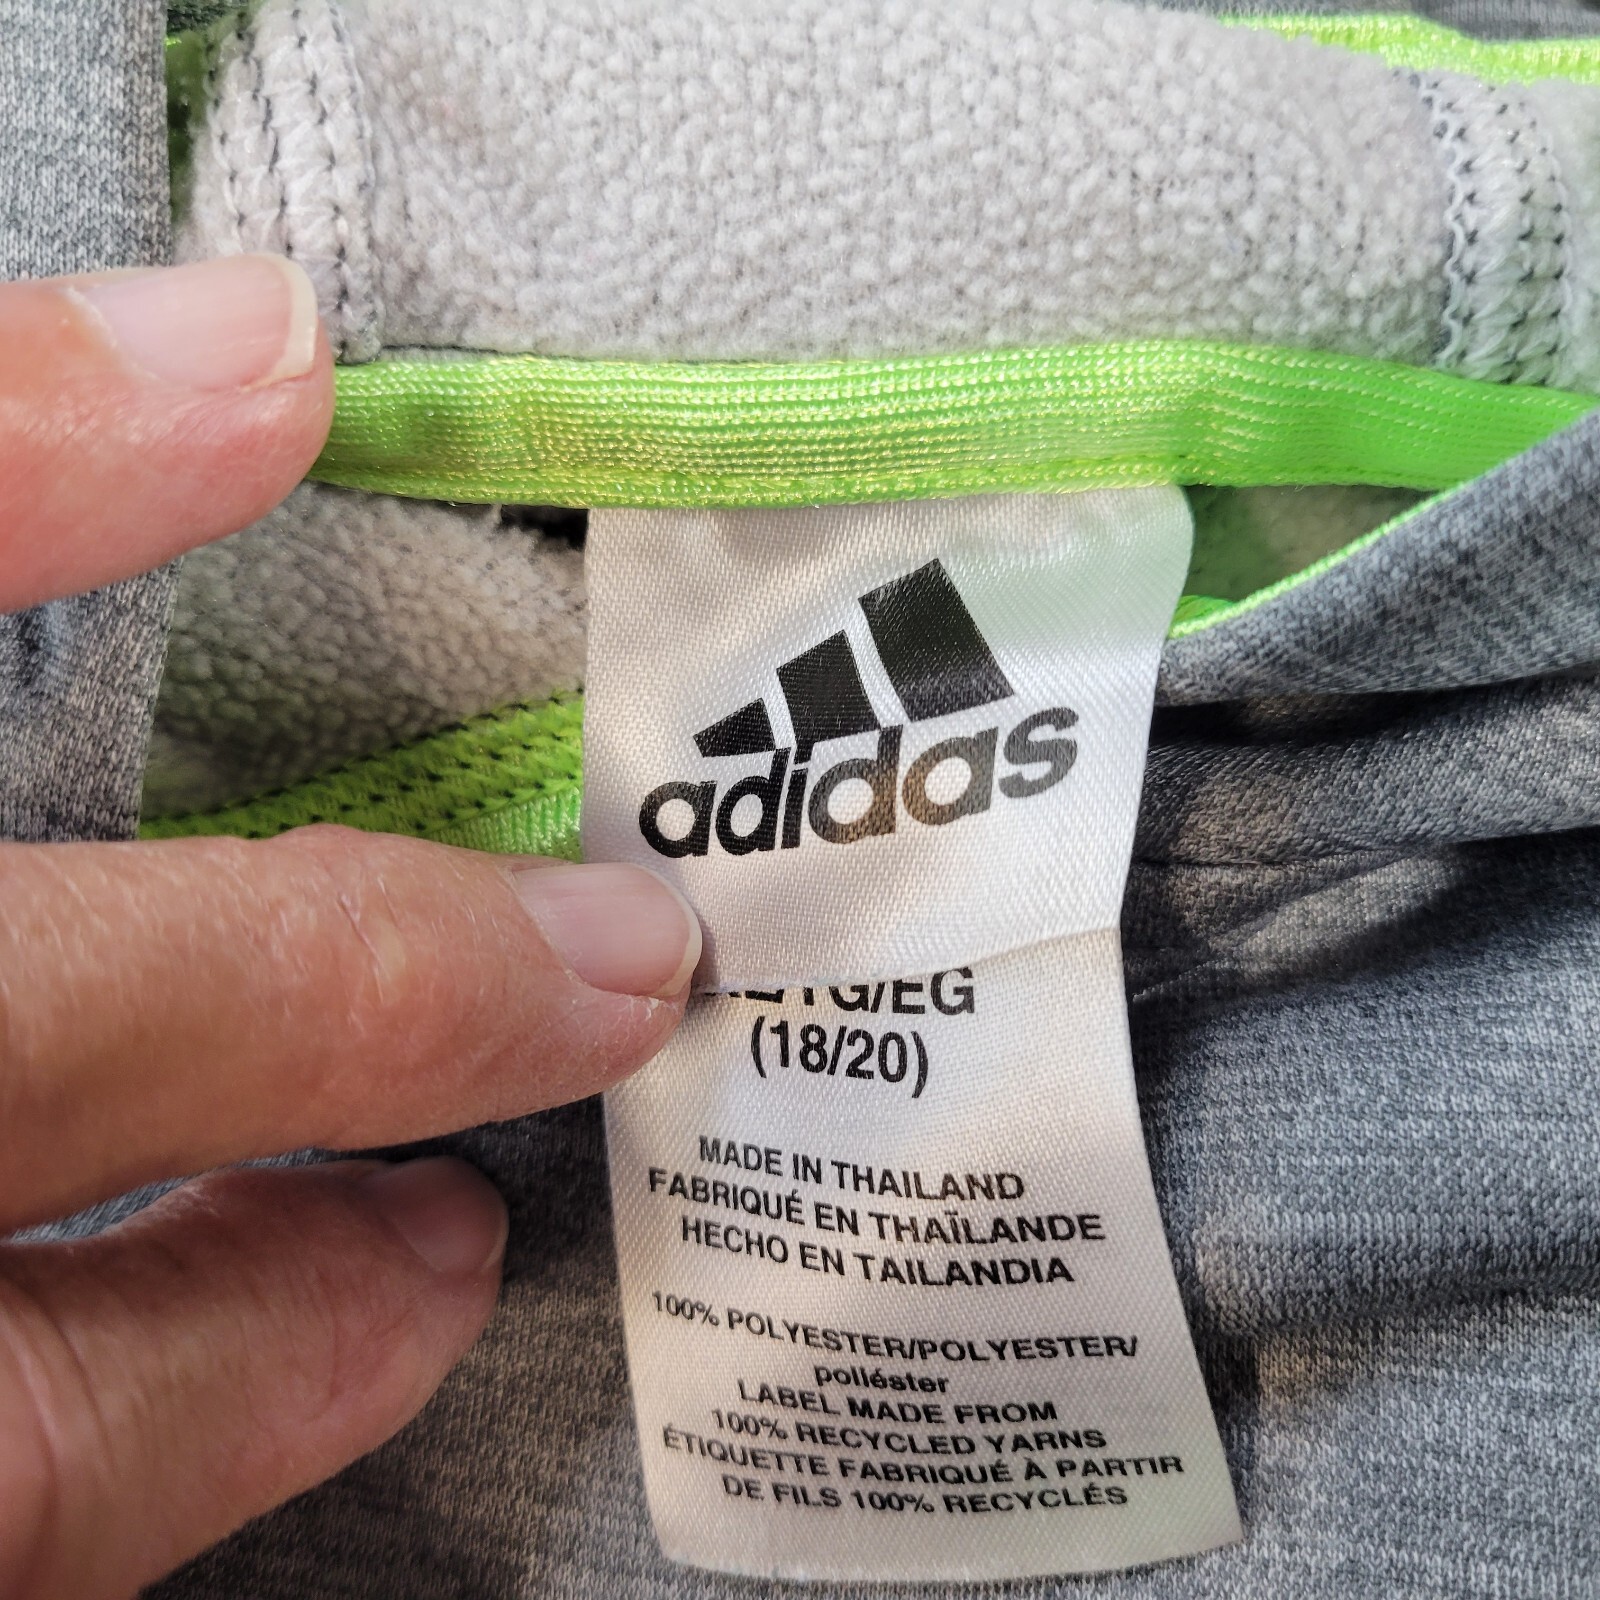 adidas
XL/TG/EG
(18/20)
MADE IN THAILAND
FABRIQUÉ EN THAÏLANDE
HECHO EN TAILANDIA
100% POLYESTER/POLYESTER/
poliéster
LABEL MADE FROM
100% RECYCLED YARNS
ÉTIQUETTE FABRIQUÉ À PARTIR
DE FILS 100% RECYCLÉS